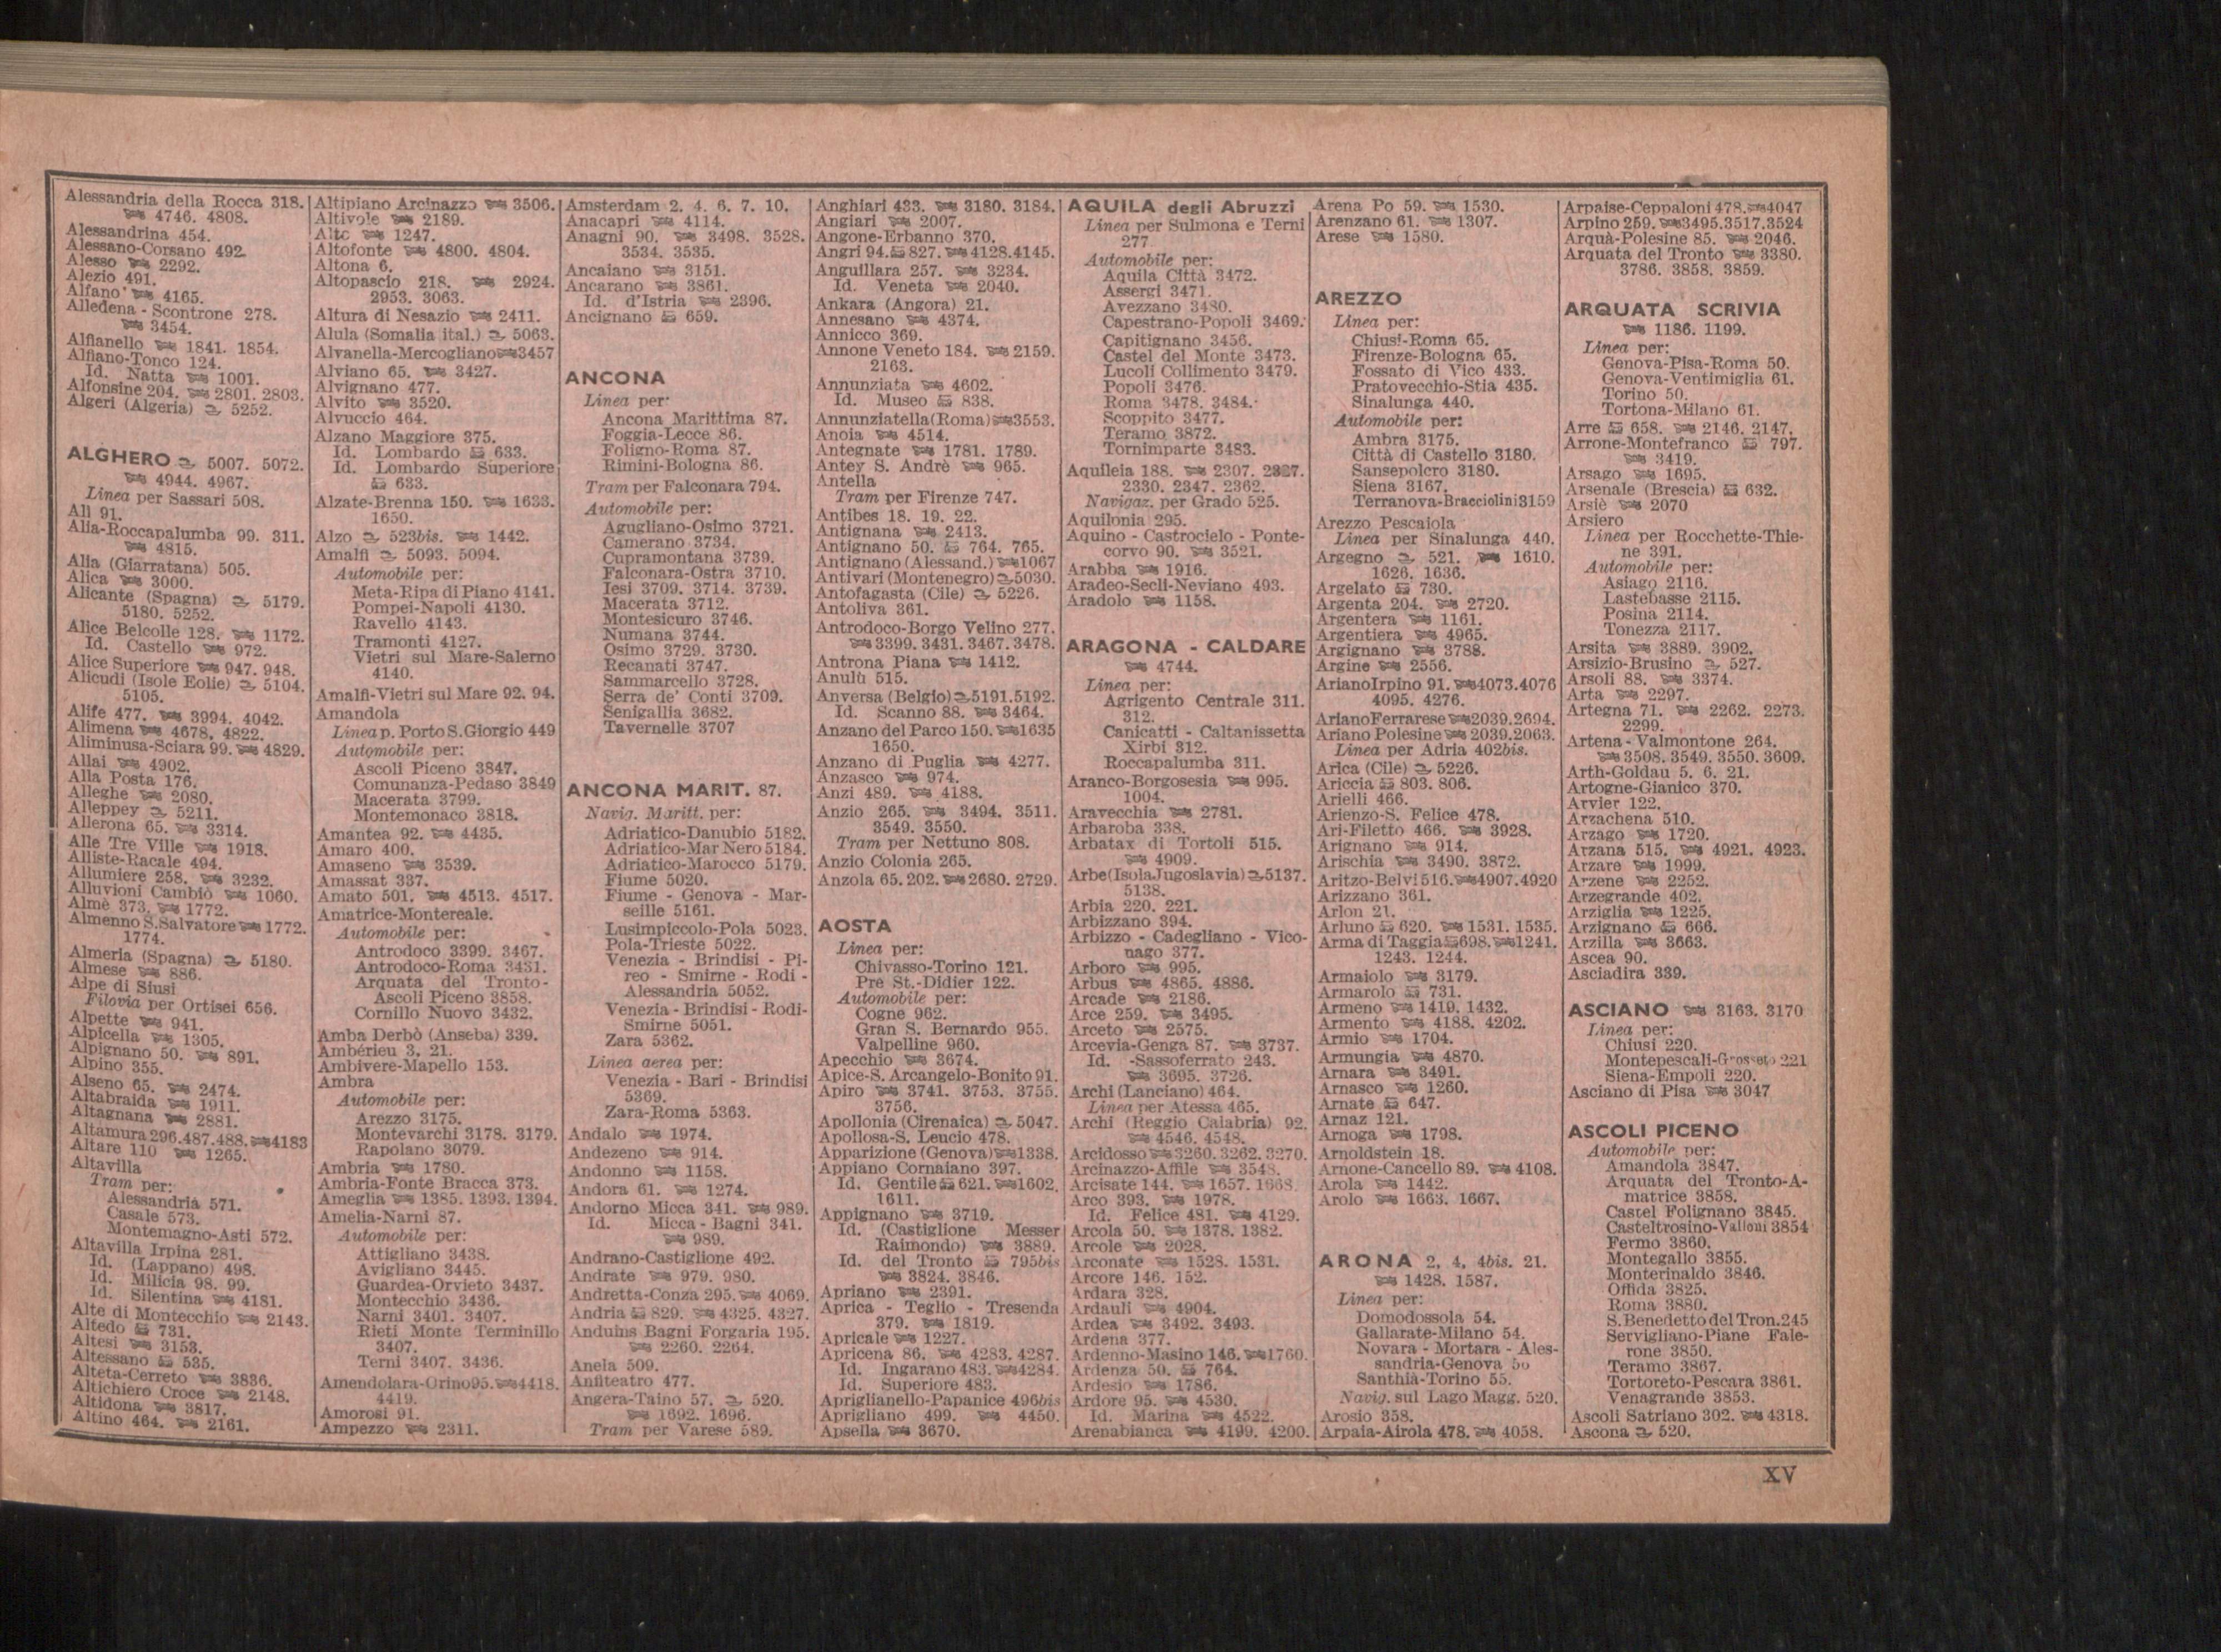 Alessandria della Rocca 318.
4746. 4808.
Alessandrina 454.
Alessano-Corsano 492.
Alesso 2292.
Alezio 491.
Alfano 4165.
Alfedena - Scontrone 278.
3454.
Alfianello 1841. 1854.
Alfiano-Tonco 124.
Id. Natta 1001.
Alfonsine 204. 2801. 2803.
Algeri (Algeria) 5252.
ALGHERO 5007. 5072.
4944. 4967.
Linea per Sassari 508.
Alì 91.
Alia-Roccapalumba 99. 311.
4815.
Alia (Giarratana) 505.
Alica 3000.
Alicante (Spagna) 5179.
5180. 5252.
Alice Belcolle 128. 1172.
Id. Castello 972.
Alice Superiore 947. 948.
Alicudi (Isole Eolie) 5104.
5105.
Alife 477. 3994. 4042.
Alimena 4678. 4822.
Aliminusa-Sciara 99. 4829.
Allai 4902.
Alla Posta 176.
Alleghe 2080.
Alleppey 5211.
Allerona 65. 3314.
Alle Tre Ville 1918.
Alliste-Racale 494.
Allumiere 258. 3232.
Alluvioni Cambiò 1060.
Almè 373. 1772.
Almenno S.Salvatore 1772.
1774.
Almeria (Spagna) 5180.
Almese 886.
Alpe di Siusi
Filovia per Ortisei 656.
Alpette 941.
Alpicella 1305.
Alpignano 50. 891.
Alpino 355.
Alseno 65. 2474.
Altabraida 1911.
Altagnana 2881.
Altamura 296.487.488. 4183
Altare 110 1265.
Altavilla
Tram per:
Alessandria 571.
Casale 573.
Montemagno-Asti 572.
Altavilla Irpina 281.
Id. (Lappano) 498.
Id. Milicia 98. 99.
Id. Silentina 4181.
Alte di Montecchio 2143.
Altedo 731.
Altesi 3153.
Altessano 535.
Alteta-Cerreto 3836.
Altichiero Croce 2148.
Altidona 3817.
Altino 464. 2161.
Altipiano Arcinazzo 3506.
Altivole 2189.
Alto 1247.
Altofonte 4800. 4804.
Altona 6.
Altopascio 218. 2924.
2953. 3063.
Altura di Nesazio 2411.
Alula (Somalia ital.) 5063.
Alvanella-Mercogliano 3457
Alviano 65. 3427.
Alvignano 477.
Alvito 3520.
Alvuccio 464.
Alzano Maggiore 375.
Id. Lombardo 633.
Id. Lombardo Superiore
633.
Alzate-Brenna 150. 1633.
1650.
Alzo 523bis. 1442.
Amalfi 5093. 5094.
Automobile per:
Meta-Ripa di Piano 4141.
Pompei-Napoli 4130.
Ravello 4143.
Tramonti 4127.
Vietri sul Mare-Salerno
4140.
Amalfi-Vietri sul Mare 92. 94.
Amandola
Linea p. Porto S.Giorgio 449
Automobile per:
Ascoli Piceno 3847.
Comunanza-Pedaso 3849
Macerata 3799.
Montemonaco 3818.
Amantea 92. 4435.
Amaro 400.
Amaseno 3539.
Amassat 337.
Amato 501. 4513. 4517.
Amatrice-Montereale.
Automobile per:
Antrodoco 3399. 3467.
Antrodoco-Roma 3431.
Arquata del Tronto-
Ascoli Piceno 3858.
Cornillo Nuovo 3432.
Amba Derbò (Anseba) 339.
Ambérieu 3. 21.
Ambivere-Mapello 153.
Ambra
Automobile per:
Arezzo 3175.
Montevarchi 3178. 3179.
Rapolano 3079.
Ambria 1780.
Ambria-Fonte Bracca 373.
Ameglia 1385. 1393. 1394.
Amelia-Narni 87.
Automobile per:
Attigliano 3438.
Avigliano 3445.
Guardea-Orvieto 3437.
Montecchio 3436.
Narni 3401. 3407.
Rieti Monte Terminillo
3407.
Terni 3407. 3436.
Amendolara-Orino95. 4418.
4419.
Amorosi 91.
Ampezzo 2311.
Amsterdam 2. 4. 6. 7. 10.
Anacapri 4114.
Anagni 90. 3498. 3528.
3534. 3535.
Ancaiano 3151.
Ancarano 3861.
Id. d'Istria 2396.
Ancignano 659.
ANCONA
Linea per:
Ancona Marittima 87.
Foggia-Lecce 86.
Foligno-Roma 87.
Rimini-Bologna 86.
Tram per Falconara 794.
Automobile per:
Agugliano-Osimo 3721.
Camerano 3734.
Cupramontana 3739.
Falconara-Ostra 3710.
Iesi 3709. 3714. 3739.
Macerata 3712.
Montesicuro 3746.
Numana 3744.
Osimo 3729. 3730.
Recanati 3747.
Sammarcello 3728.
Serra de' Conti 3709.
Senigallia 3682.
Tavernelle 3707
ANCONA MARIT. 87.
Navig. Maritt. per:
Adriatico-Danubio 5182.
Adriatico-Mar Nero 5184.
Adriatico-Marocco 5179.
Fiume 5020.
Fiume - Genova - Mar-
seille 5161.
Lusimpiccolo-Pola 5023.
Pola-Trieste 5022.
Venezia - Brindisi - Pi-
reo - Smirne - Rodi -
Alessandria 5052.
Venezia - Brindisi - Rodi-
Smirne 5051.
Zara 5362.
Linea aerea per:
Venezia - Bari - Brindisi
5369.
Zara-Roma 5363.
Andalo 1974.
Andezeno 914.
Andonno 1158.
Andora 61. 1274.
Andorno Micca 341. 989.
Id. Micca - Bagni 341.
989.
Andrano-Castiglione 492.
Andrate 979. 980.
Andretta-Conza 295. 4069.
Andria 829. 4325. 4327.
Anduins Bagni Forgaria 195.
2260. 2264.
Anela 509.
Anfiteatro 477.
Angera-Taino 57. 520.
1692. 1696.
Tram per Varese 589.
Anghiari 433. 3180. 3184.
Angiari 2007.
Angone-Erbanno 370.
Angri 94. 827. 4128.4145.
Anguillara 257. 3234.
Id. Veneta 2040.
Ankara (Angora) 21.
Annesano 4374.
Annicco 369.
Annone Veneto 184. 2159.
2163.
Annunziata 4602.
Id. Museo 838.
Annunziatella(Roma) 3553.
Anoia 4514.
Antegnate 1781. 1789.
Antey S. Andrè 965.
Antella
Tram per Firenze 747.
Antibes 18. 19. 22.
Antignana 2413.
Antignano 50. 764. 765.
Antignano (Alessand.) 1067
Antivari (Montenegro) 5030.
Antofagasta (Cile) 5226.
Antoliva 361.
Antrodoco-Borgo Velino 277.
3399. 3431. 3467. 3478.
Antrona Piana 1412.
Anulù 515.
Anversa (Belgio) 5191.5192.
Id. Scanno 88. 3464.
Anzano del Parco 150. 1635
1650.
Anzano di Puglia 4277.
Anzasco 974.
Anzi 489. 4188.
Anzio 265. 3494. 3511.
3549. 3550.
Tram per Nettuno 808.
Anzio Colonia 265.
Anzola 65. 202. 2680. 2729.
AOSTA
Linea per:
Chivasso-Torino 121.
Pré St.-Didier 122.
Automobile per:
Cogne 962.
Gran S. Bernardo 955.
Valpelline 960.
Apecchio 3674.
Apice-S. Arcangelo-Bonito 91.
Apiro 3741. 3753. 3755.
3756.
Apollonia (Cirenaica) 5047.
Apollosa-S. Leucio 478.
Apparizione (Genova) 1338.
Appiano Cornaiano 397.
Id. Gentile 621. 1602.
1611.
Appignano 3719.
Id. (Castiglione Messer
Raimondo) 3889.
Id. del Tronto 795bis
3824. 3846.
Apriano 2391.
Aprica - Teglio - Tresenda
379. 1819.
Apricale 1227.
Apricena 86. 4283. 4287.
Id. Ingarano 483. 4284.
Id. Superiore 483.
Apriglianello-Papanice 496bis
Aprigliano 499. 4450.
Apsella 3670.
AQUILA degli Abruzzi
Linea per Sulmona e Terni
277
Automobile per:
Aquila Città 3472.
Assergi 3471.
Avezzano 3480.
Capestrano-Popoli 3469.
Capitignano 3456.
Castel del Monte 3473.
Lucoli Collimento 3479.
Popoli 3476.
Roma 3478. 3484.
Scoppito 3477.
Teramo 3872.
Tornimparte 3483.
Aquileia 188. 2307. 2327.
2330. 2347. 2362.
Navigaz. per Grado 525.
Aquilonia 295.
Aquino - Castrocielo - Ponte-
corvo 90. 3521.
Arabba 1916.
Aradeo-Seclì-Neviano 493.
Aradolo 1158.
ARAGONA - CALDARE
4744.
Linea per:
Agrigento Centrale 311.
312.
Canicatti - Caltanissetta
Xirbi 312.
Roccapalumba 311.
Aranco-Borgosesia 995.
1004.
Aravecchia 2781.
Arbaroba 338.
Arbatax di Tortolì 515.
4909.
Arbe(IsolaJugoslavia) 5137.
5138.
Arbia 220. 221.
Arbizzano 394.
Arbizzo - Cadegliano - Vico-
nago 377.
Arboro 995.
Arbus 4865. 4886.
Arcade 2186.
Arce 259. 3495.
Arceto 2575.
Arcevia-Genga 87. 3737.
Id. -Sassoferrato 243.
3695. 3726.
Archi (Lanciano) 464.
Linea per Atessa 465.
Archi (Reggio Calabria) 92.
4546. 4548.
Arcidosso 3260. 3262. 3270.
Arcinazzo-Affile 3548.
Arcisate 144. 1657. 1668.
Arco 393. 1978.
Id. Felice 481. 4129.
Arcola 50. 1378. 1382.
Arcole 2028.
Arconate 1528. 1531.
Arcore 146. 152.
Ardara 328.
Ardauli 4904.
Ardea 3492. 3493.
Ardena 377.
Ardenno-Masino 146. 1760.
Ardenza 50. 764.
Ardesio 1786.
Ardore 95. 4530.
Id. Marina 4522.
Arenabianca 4199. 4200.
Arena Po 59. 1530.
Arenzano 61. 1307.
Arese 1580.
AREZZO
Linea per:
Chiusi-Roma 65.
Firenze-Bologna 65.
Fossato di Vico 433.
Pratovecchio-Stia 435.
Sinalunga 440.
Automobile per:
Ambra 3175.
Città di Castello 3180.
Sansepolcro 3180.
Siena 3167.
Terranova-Bracciolini3159
Arezzo Pescaiola
Linea per Sinalunga 440.
Argegno 521. 1610.
1626. 1636.
Argelato 730.
Argenta 204. 2720.
Argentera 1161.
Argentiera 4965.
Argignano 3788.
Argine 2556.
ArianoIrpino 91. 4073.4076
4095. 4276.
ArianoFerrarese 2039.2694.
Ariano Polesine 2039.2063.
Linea per Adria 402bis.
Arica (Cile) 5226.
Ariccia 803. 806.
Arielli 466.
Arienzo-S. Felice 478.
Ari-Filetto 466. 3928.
Arignano 914.
Arischia 3490. 3872.
Aritzo-Belvì 516. 4907.4920
Arizzano 361.
Arlon 21.
Arluno 620. 1531. 1535.
Arma di Taggia 698. 1241.
1243. 1244.
Armaiolo 3179.
Armarolo 731.
Armeno 1419. 1432.
Armento 4188. 4202.
Armio 1704.
Armungia 4870.
Arnara 3491.
Arnasco 1260.
Arnate 647.
Arnaz 121.
Arnoga 1798.
Arnoldstein 18.
Arnone-Cancello 89. 4108.
Arola 1442.
Arolo 1663. 1667.
ARONA 2. 4. 4bis. 21.
1428. 1587.
Linea per:
Domodossola 54.
Gallarate-Milano 54.
Novara - Mortara - Ales-
sandria-Genova 56
Santhià-Torino 55.
Navig. sul Lago Magg. 520.
Arosio 358.
Arpaia-Airola 478. 4058.
Arpaise-Ceppaloni 478. 4047
Arpino 259. 3495.3517.3524
Arquà-Polesine 85. 2046.
Arquata del Tronto 3380.
3786. 3858. 3859.
ARQUATA SCRIVIA
1186. 1199.
Linea per:
Genova-Pisa-Roma 50.
Genova-Ventimiglia 61.
Torino 50.
Tortona-Milano 61.
Arre 658. 2146. 2147.
Arrone-Montefranco 797.
3419.
Arsago 1695.
Arsenale (Brescia) 632.
Arsiè 2070
Arsiero
Linea per Rocchette-Thie-
ne 391.
Automobile per:
Asiago 2116.
Lastebasse 2115.
Posina 2114.
Tonezza 2117.
Arsita 3889. 3902.
Arsizio-Brusino 527.
Arsoli 88. 3374.
Arta 2297.
Artegna 71. 2262. 2273.
2299.
Artena - Valmontone 264.
3508. 3549. 3550. 3609.
Arth-Goldau 5. 6. 21.
Artogne-Gianico 370.
Arvier 122.
Arzachena 510.
Arzago 1720.
Arzana 515. 4921. 4923.
Arzare 1999.
Arzene 2252.
Arzegrande 402.
Arziglia 1225.
Arzignano 666.
Arzilla 3663.
Ascea 90.
Asciadira 339.
ASCIANO 3163. 3170
Linea per:
Chiusi 220.
Montepescali-Grosseto 221
Siena-Empoli 220.
Asciano di Pisa 3047
ASCOLI PICENO
Automobile per:
Amandola 3847.
Arquata del Tronto-A-
matrice 3858.
Castel Folignano 3845.
Casteltrosino-Valloni 3854
Fermo 3860.
Montegallo 3855.
Monterinaldo 3846.
Offida 3825.
Roma 3880.
S.Benedetto del Tron.245
Servigliano-Piane Fale-
rone 3850.
Teramo 3867.
Tortoreto-Pescara 3861.
Venagrande 3853.
Ascoli Satriano 302. 4318.
Ascona 520.
XV